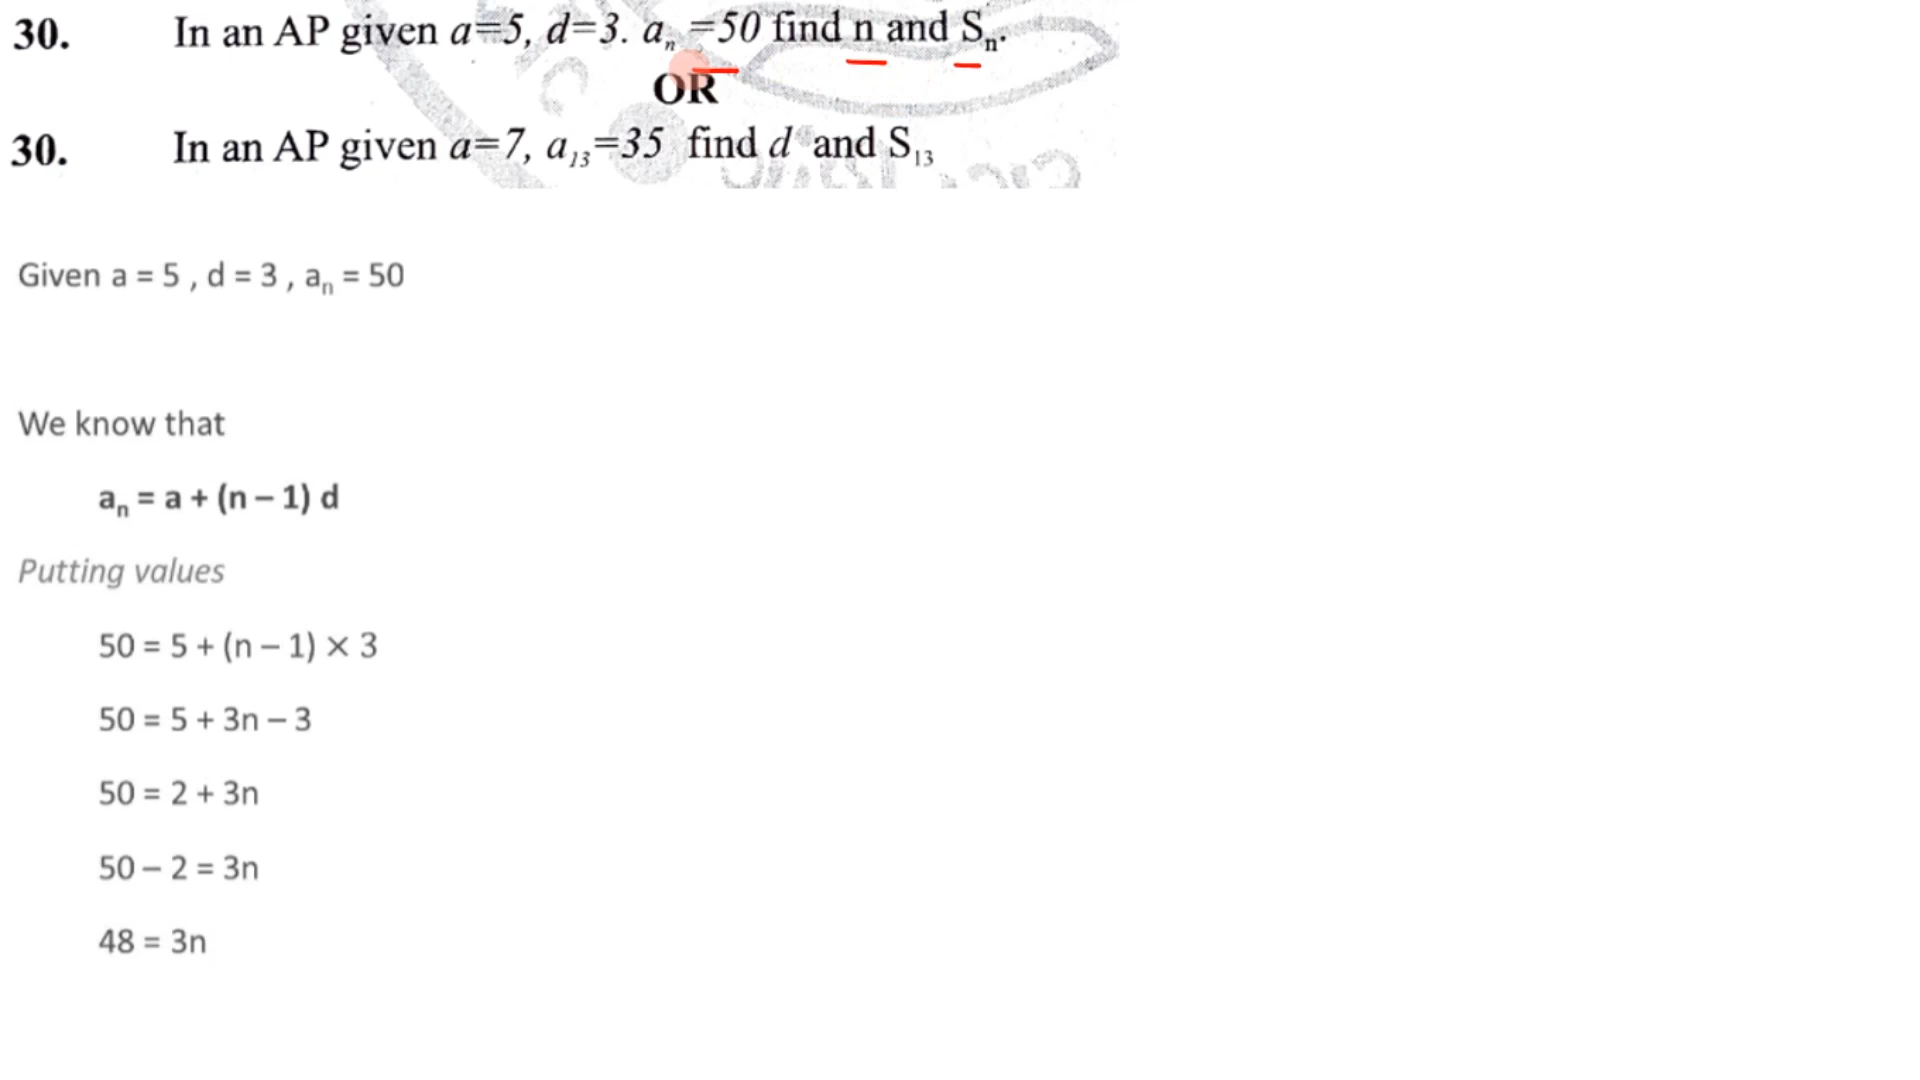 30. In an AP given a=5, d=3. aₙ =50 find n and Sₙ.
OR
30. In an AP given a=7, a₁₃=35 find d and S₁₃
Given a = 5 , d = 3 , aₙ = 50
We know that
aₙ = a + (n – 1) d
Putting values
50 = 5 + (n – 1) × 3
50 = 5 + 3n – 3
50 = 2 + 3n
50 – 2 = 3n
48 = 3n